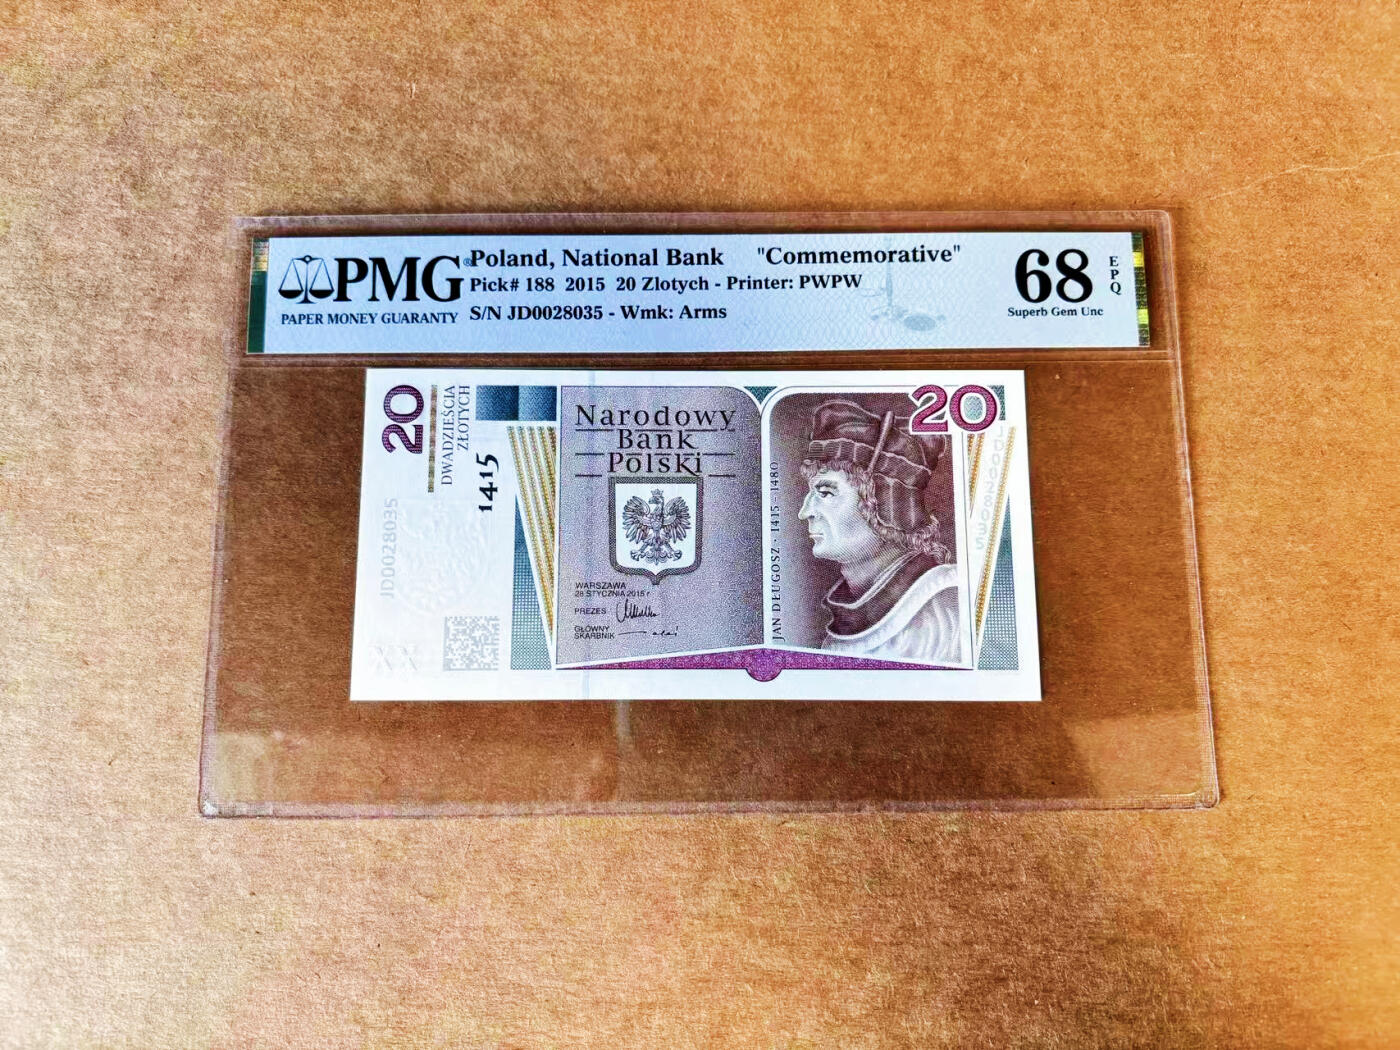 PMG®
PAPER MONEY GUARANTY
Poland, National Bank "Commemorative"
Pick# 188 2015 20 Zlotych - Printer: PWPW
S/N JD0028035 - Wmk: Arms
68
EPQ
Superb Gem Unc
20
DWADZIEŚCIA
ZŁOTYCH
1415
JD0028035
Narodowy
Bank
Polski
WARSZAWA
28 STYCZNIA 2015 r.
PREZES
GŁÓWNY
SKARBNIK
JAN DŁUGOSZ · 1415 - 1480
20
JD0028035